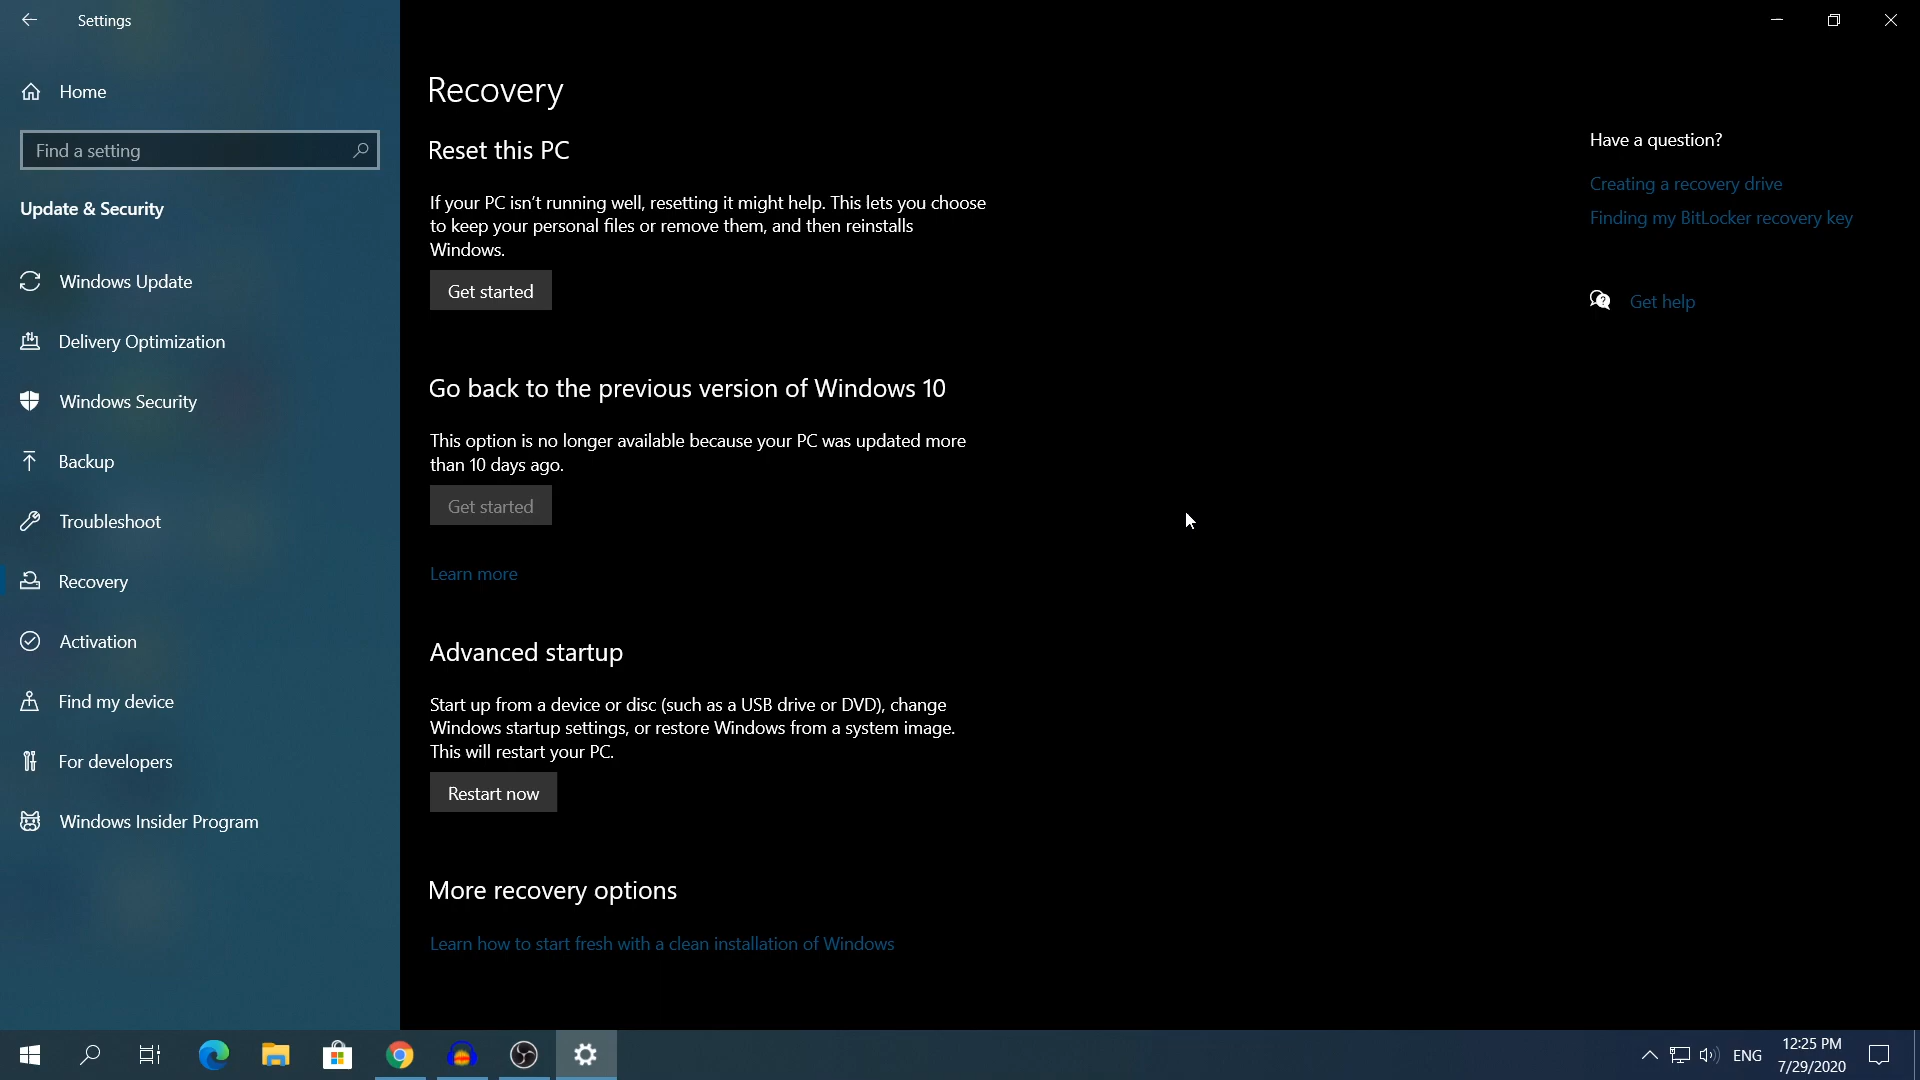 Settings
Home
Find a setting
Update & Security
Windows Update
Delivery Optimization
Windows Security
Backup
Troubleshoot
Recovery
Activation
Find my device
For developers
Windows Insider Program
Recovery
Reset this PC
If your PC isn't running well, resetting it might help. This lets you choose
to keep your personal files or remove them, and then reinstalls
Windows.
Get started
Go back to the previous version of Windows 10
This option is no longer available because your PC was updated more
than 10 days ago.
Get started
Learn more
Advanced startup
Start up from a device or disc (such as a USB drive or DVD), change
Windows startup settings, or restore Windows from a system image.
This will restart your PC.
Restart now
More recovery options
Learn how to start fresh with a clean installation of Windows
Have a question?
Creating a recovery drive
Finding my BitLocker recovery key
Get help
ENG
12:25 PM
7/29/2020